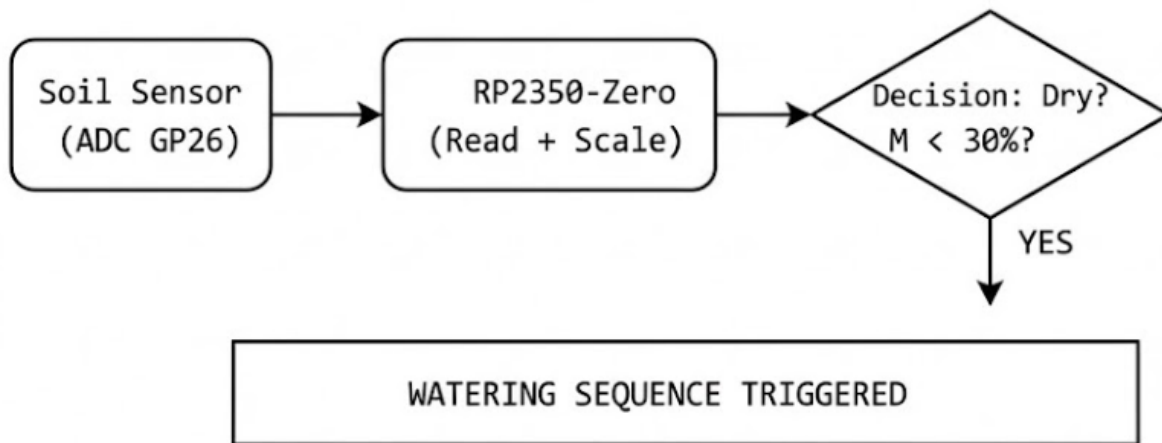 Soil Sensor
(ADC GP26)
RP2350-Zero
(Read + Scale)
Decision: Dry?
M < 30%?
YES
WATERING SEQUENCE TRIGGERED